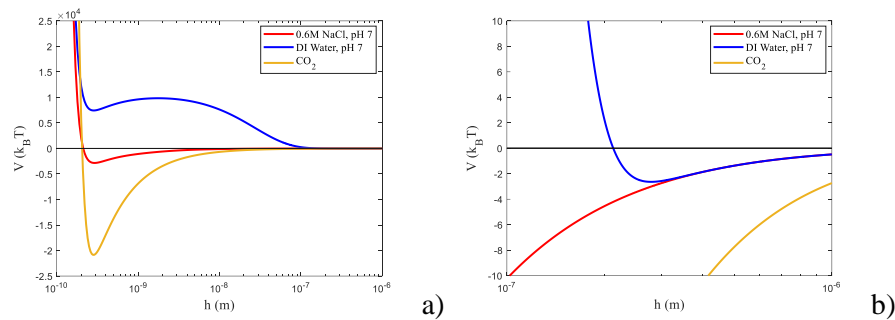 ×10⁴
2.5
2
1.5
1
0.5
0
-0.5
-1
-1.5
-2
-2.5
V (k_BT)
10⁻¹⁰
10⁻⁹
10⁻⁸
10⁻⁷
10⁻⁶
h (m)
0.6M NaCl, pH 7
DI Water, pH 7
CO₂
a)
10
8
6
4
2
0
-2
-4
-6
-8
-10
V (k_BT)
10⁻⁷
10⁻⁶
h (m)
0.6M NaCl, pH 7
DI Water, pH 7
CO₂
b)